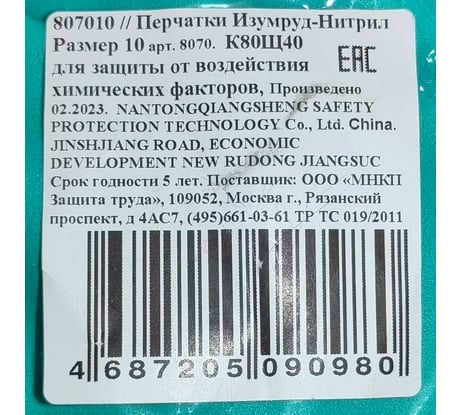 807010 // Перчатки Изумруд-Нитрил
Размер 10 арт. 8070. К80Щ40
для защиты от воздействия
EAC
химических факторов, Произведено
02.2023. NANTONGQIANGSHENG SAFETY
PROTECTION TECHNOLOGY Co., Ltd. China.
JINSHJIANG ROAD, ECONOMIC
DEVELOPMENT NEW RUDONG JIANGSUC
Срок годности 5 лет. Поставщик: ООО «МНКП
Защита труда», 109052, Москва г., Рязанский
проспект, д 4АС7, (495)661-03-61 ТР ТС 019/2011
4 687205 090980